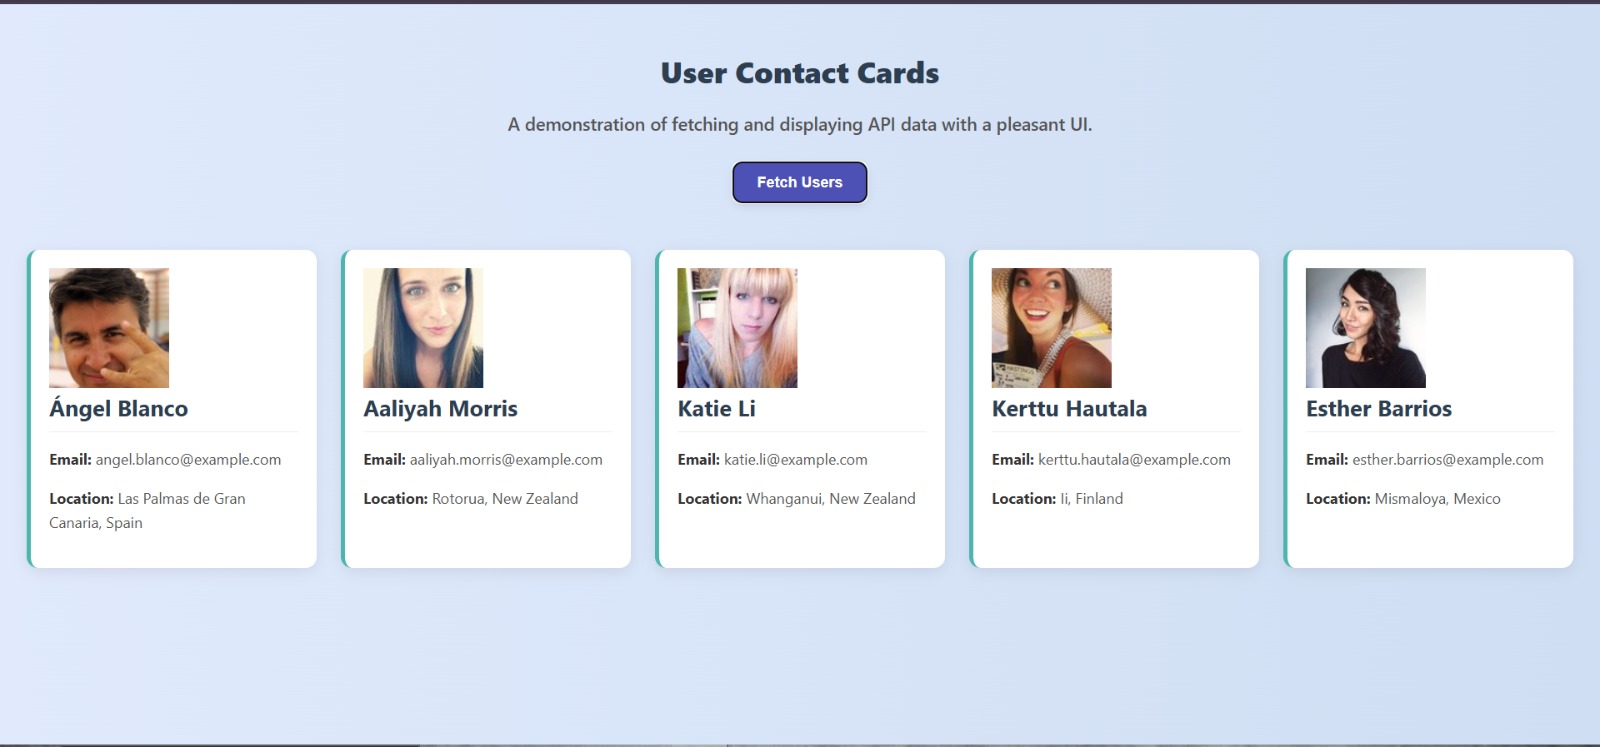 User Contact Cards
A demonstration of fetching and displaying API data with a pleasant UI.
Fetch Users
Ángel Blanco
Email: angel.blanco@example.com
Location: Las Palmas de Gran
Canaria, Spain
Aaliyah Morris
Email: aaliyah.morris@example.com
Location: Rotorua, New Zealand
Katie Li
Email: katie.li@example.com
Location: Whanganui, New Zealand
HASTINGS
Kerttu Hautala
Email: kerttu.hautala@example.com
Location: Ii, Finland
Esther Barrios
Email: esther.barrios@example.com
Location: Mismaloya, Mexico